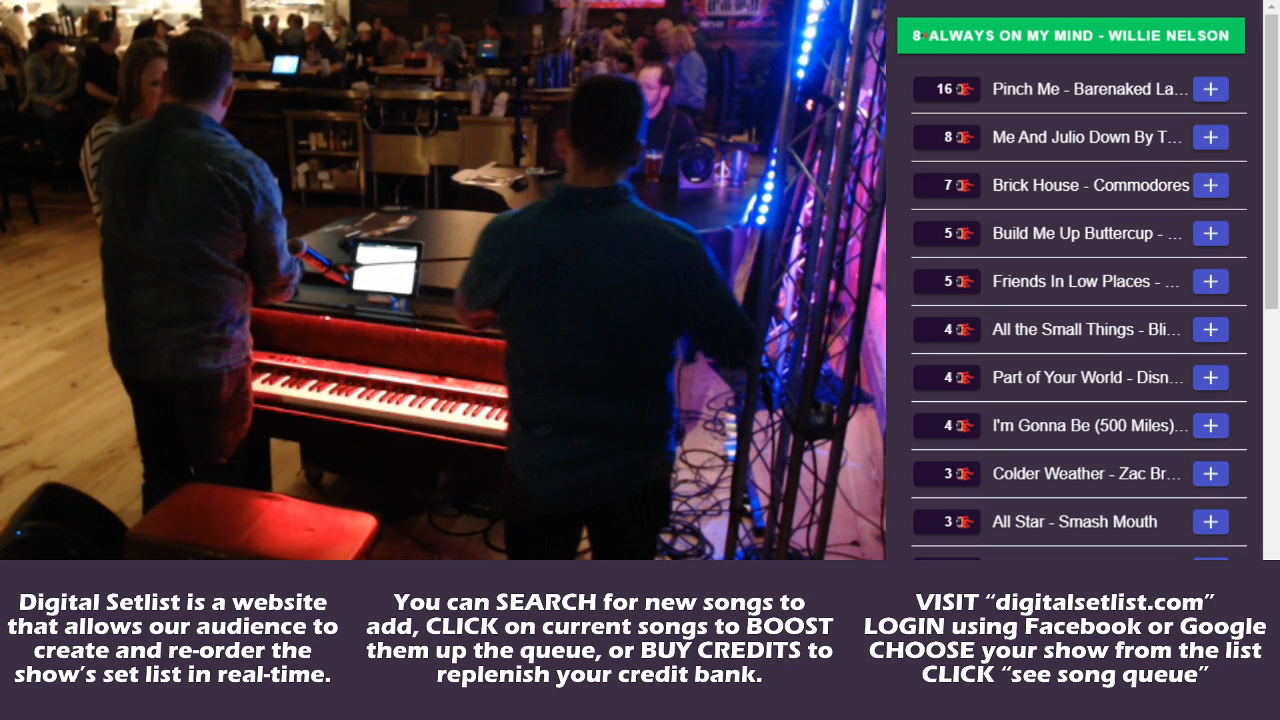 8 ALWAYS ON MY MIND - WILLIE NELSON
16 Pinch Me - Barenaked La...
8 Me And Julio Down By T...
7 Brick House - Commodores
5 Build Me Up Buttercup - ...
5 Friends In Low Places - ...
4 All the Small Things - Bli...
4 Part of Your World - Disn...
4 I'm Gonna Be (500 Miles)...
3 Colder Weather - Zac Br...
3 All Star - Smash Mouth
Digital Setlist is a website
that allows our audience to
create and re-order the
show's set list in real-time.
You can SEARCH for new songs to
add, CLICK on current songs to BOOST
them up the queue, or BUY CREDITS to
replenish your credit bank.
VISIT “digitalsetlist.com”
LOGIN using Facebook or Google
CHOOSE your show from the list
CLICK “see song queue”